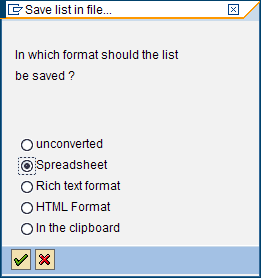 Save list in file...
In which format should the list
be saved ?
unconverted
Spreadsheet
Rich text format
HTML Format
In the clipboard